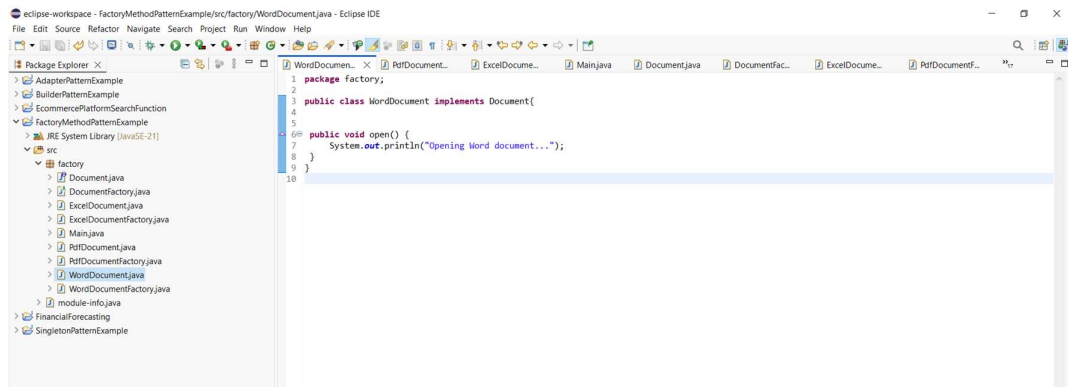 eclipse-workspace - FactoryMethodPatternExample/src/factory/WordDocument.java - Eclipse IDE
File Edit Source Refactor Navigate Search Project Run Window Help
Package Explorer
AdapterPatternExample
BuilderPatternExample
EcommercePlatformSearchFunction
FactoryMethodPatternExample
JRE System Library [JavaSE-21]
src
factory
Document.java
DocumentFactory.java
ExcelDocument.java
ExcelDocumentFactory.java
Main.java
PdfDocument.java
PdfDocumentFactory.java
WordDocument.java
WordDocumentFactory.java
module-info.java
FinancialForecasting
SingletonPatternExample
WordDocumen... PdfDocument... ExcelDocume... Main.java Document.java DocumentFac... ExcelDocume... PdfDocumentF... 17
1 package factory;
2
3 public class WordDocument implements Document{
4
5
6 public void open() {
7 System.out.println("Opening Word document...");
8 }
9 }
10